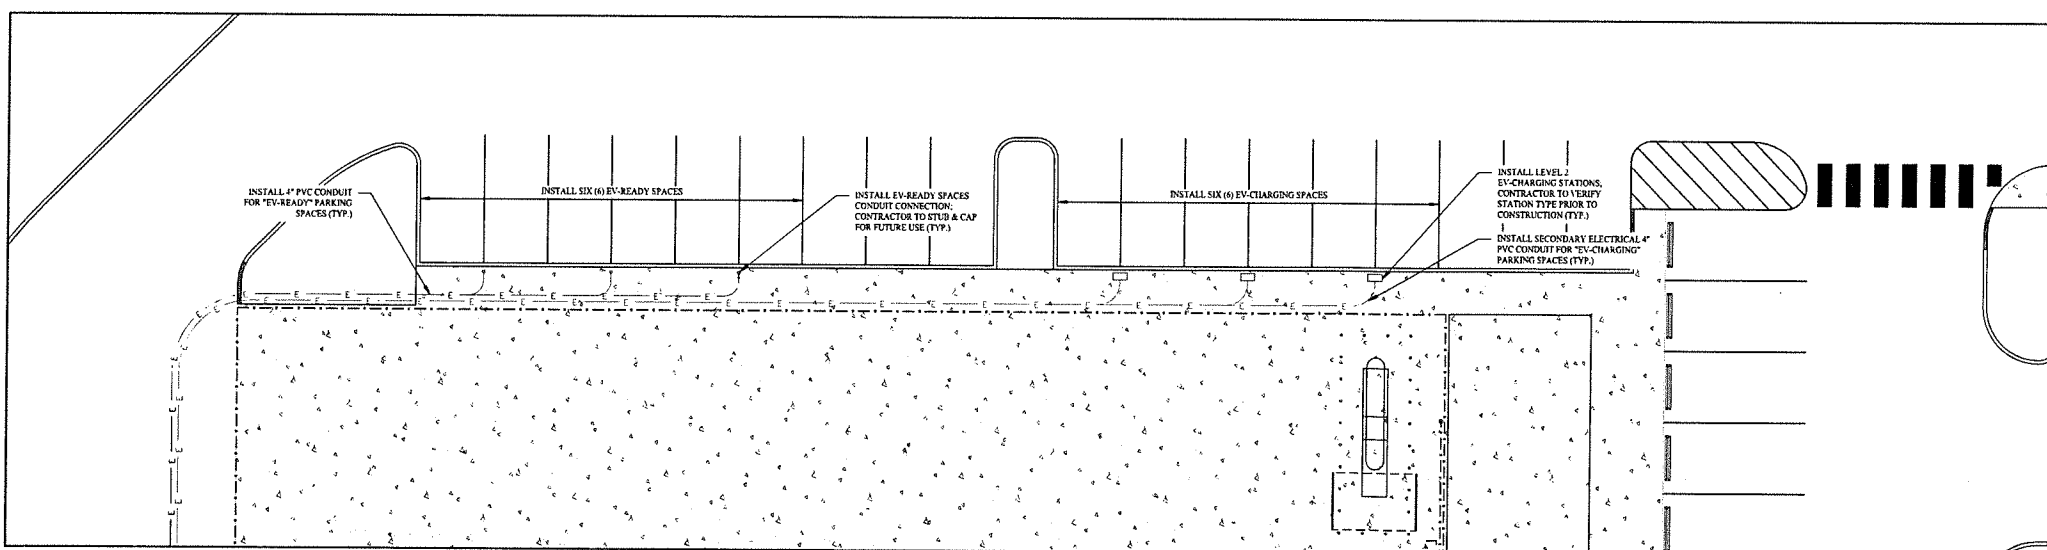 INSTALL 4" PVC CONDUIT
FOR "EV-READY" PARKING
SPACES (TYP.)
INSTALL SIX (6) EV-READY SPACES
INSTALL EV-READY SPACES
CONDUIT CONNECTION;
CONTRACTOR TO STUB & CAP
FOR FUTURE USE (TYP.)
INSTALL SIX (6) EV-CHARGING SPACES
INSTALL LEVEL 2
EV-CHARGING STATIONS,
CONTRACTOR TO VERIFY
STATION TYPE PRIOR TO
CONSTRUCTION (TYP.)
INSTALL SECONDARY ELECTRICAL 4"
PVC CONDUIT FOR "EV-CHARGING"
PARKING SPACES (TYP.)